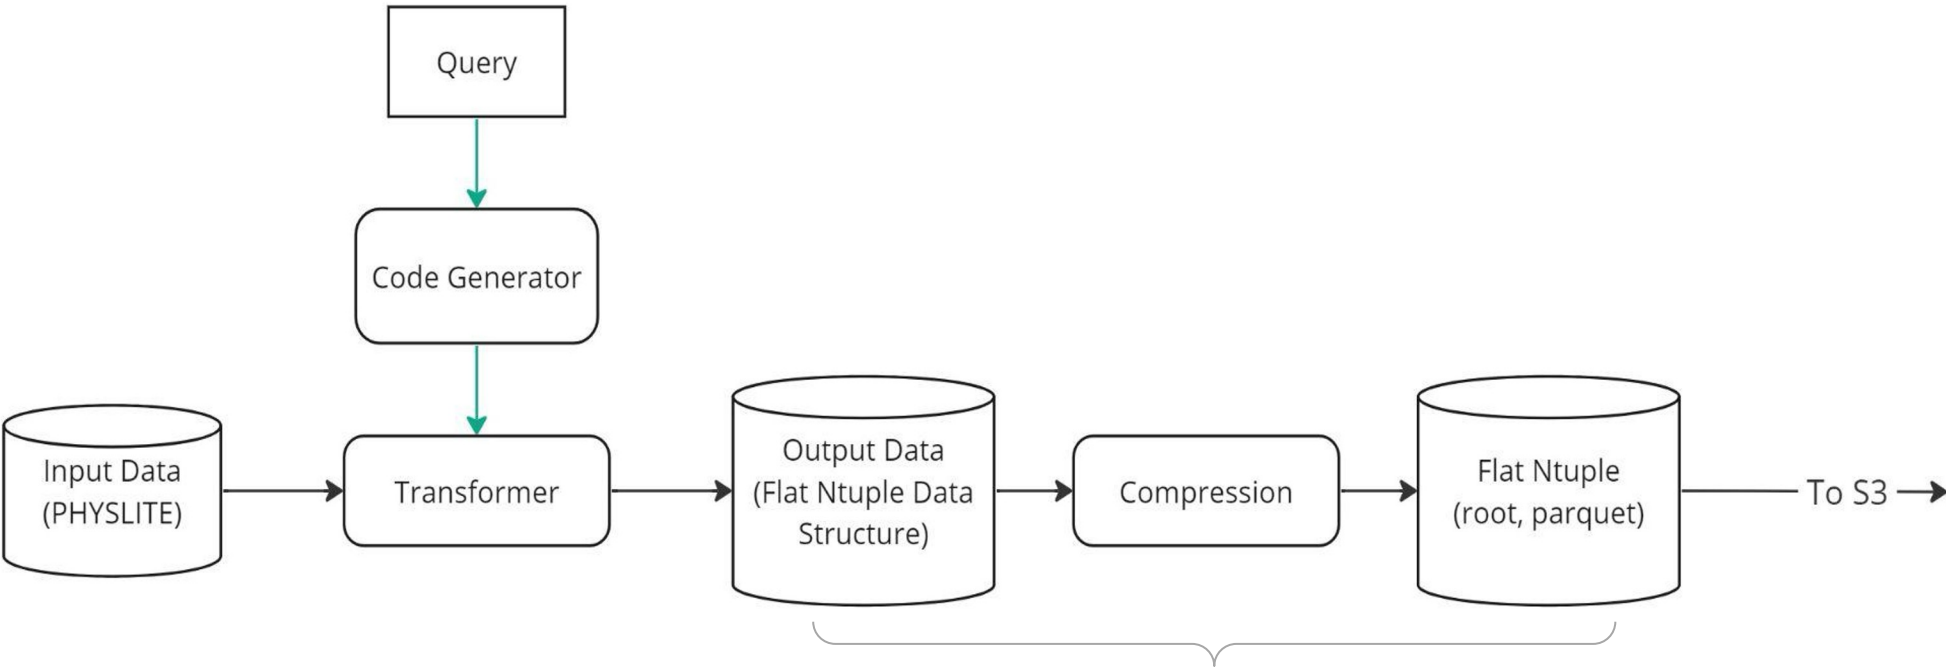 Query
Code Generator
Input Data
(PHYSLITE)
Transformer
Output Data
(Flat Ntuple Data
Structure)
Compression
Flat Ntuple
(root, parquet)
To S3